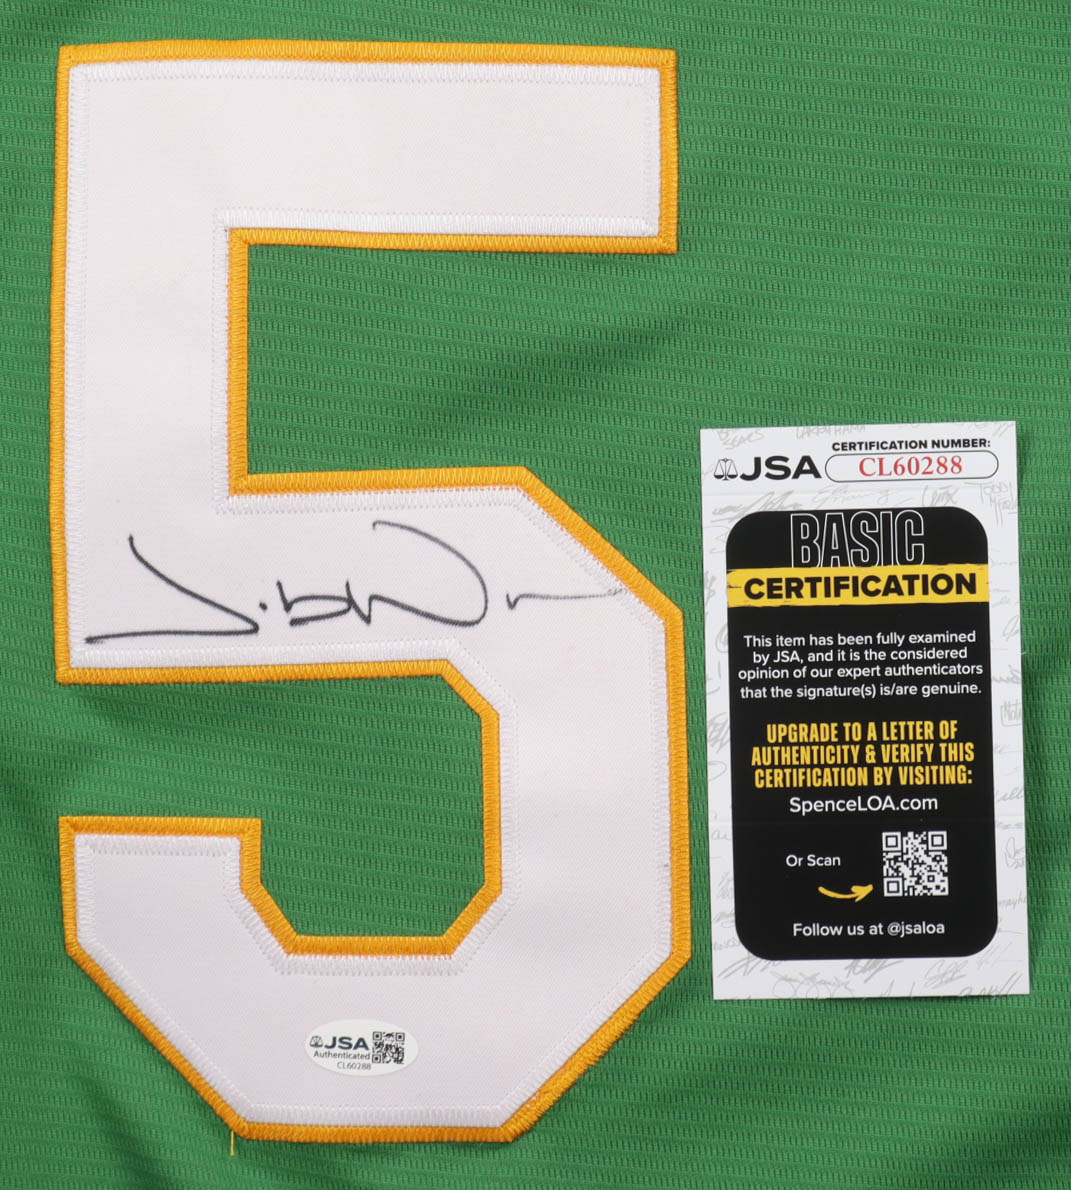 5
CERTIFICATION NUMBER:
JSA CL60288
BASIC
CERTIFICATION
This item has been fully examined
by JSA, and it is the considered
opinion of our expert authenticators
that the signature(s) is/are genuine.
UPGRADE TO A LETTER OF
AUTHENTICITY & VERIFY THIS
CERTIFICATION BY VISITING:
SpenceLOA.com
Or Scan
Follow us at @jsaloa
JSA
Authenticated
CL60288